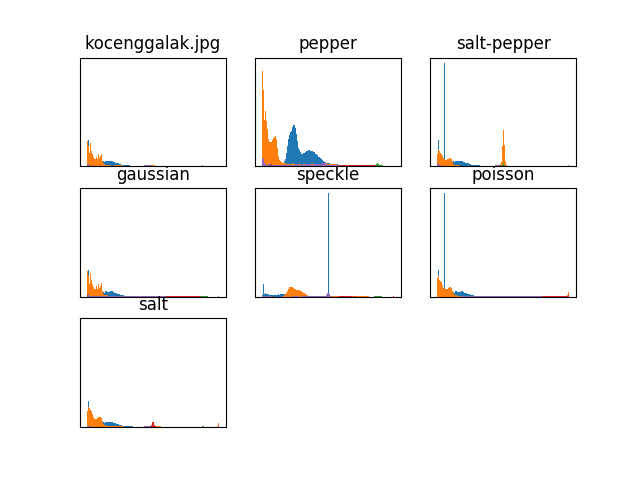 kocenggalak.jpg
pepper
salt-pepper
gaussian
speckle
poisson
salt